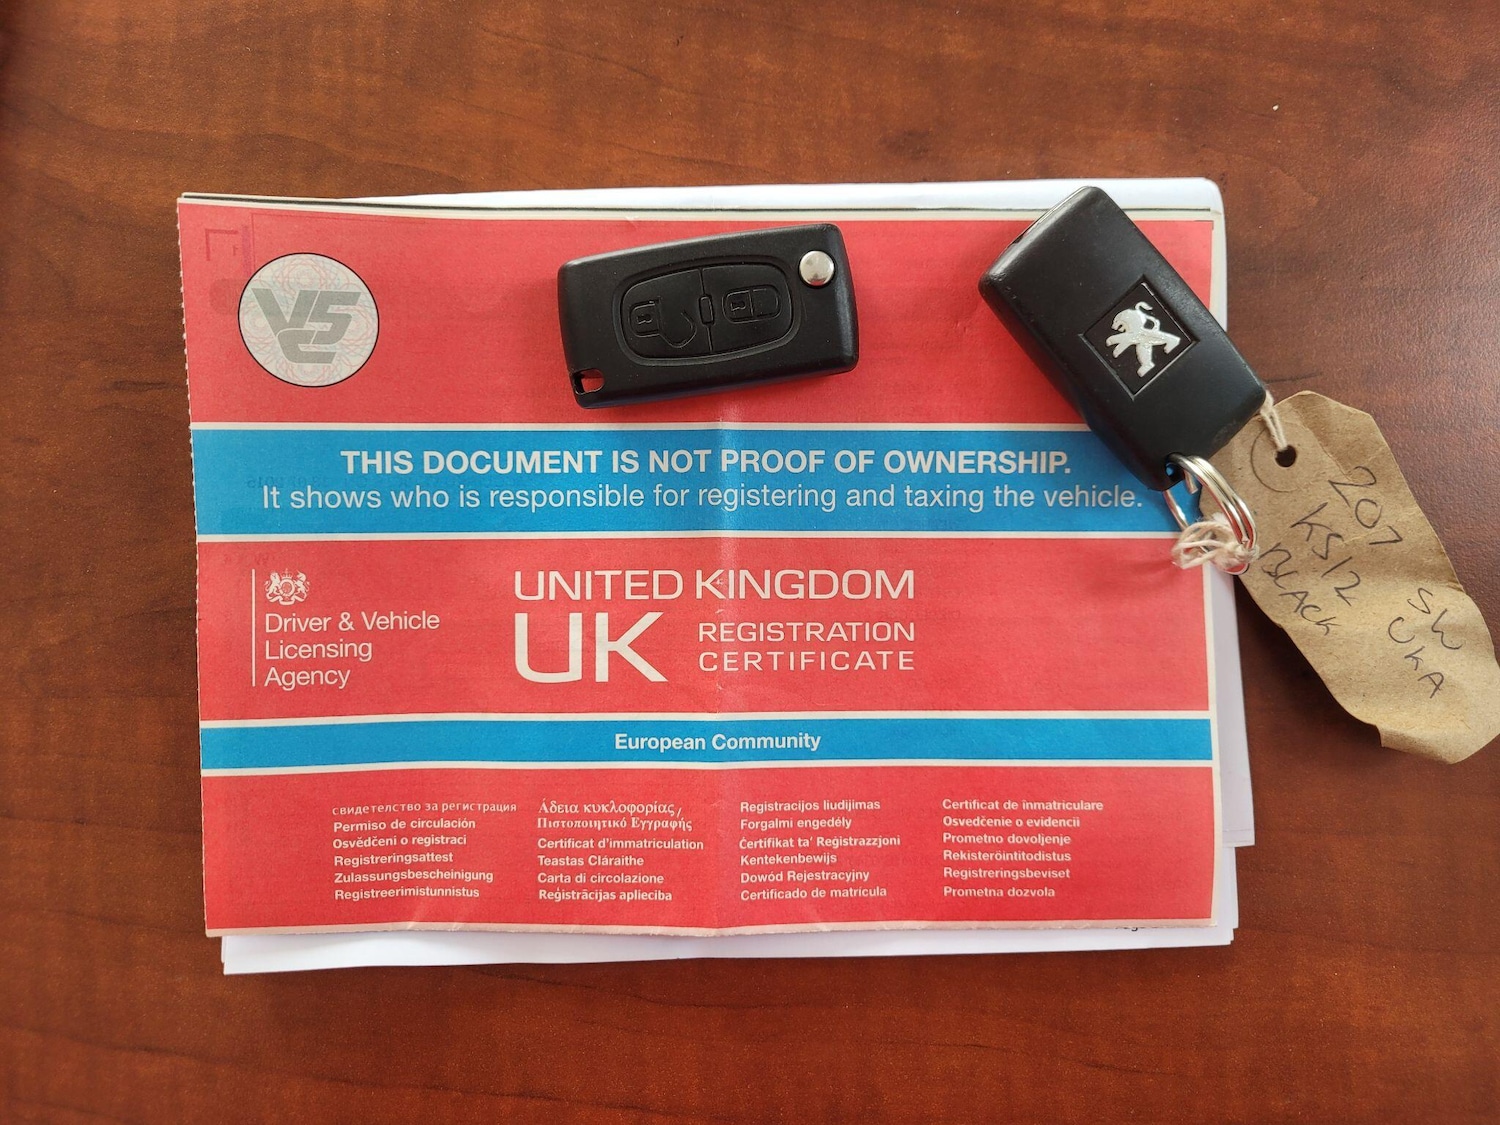 VSC
THIS DOCUMENT IS NOT PROOF OF OWNERSHIP.
It shows who is responsible for registering and taxing the vehicle.
Driver & Vehicle
Licensing
Agency
UNITED KINGDOM
UK
REGISTRATION
CERTIFICATE
European Community
свидетелство за регистрация
Permiso de circulación
Osvědčení o registraci
Registreringsattest
Zulassungsbescheinigung
Registreerimistunnistus
Άδεια κυκλοφορίας/
Πιστοποιητικό Εγγραφής
Certificat d'immatriculation
Teastas Cláraithe
Carta di circolazione
Reģistrācijas apliecība
Registracijos liudijimas
Forgalmi engedély
Ċertifikat ta' Reġistrazzjoni
Kentekenbewijs
Dowód Rejestracyjny
Certificado de matrícula
Certificat de înmatriculare
Osvedčenie o evidencii
Prometno dovoljenje
Rekisteröintitodistus
Registreringsbeviset
Prometna dozvola
207 SW
KS12 UKA
BLACK